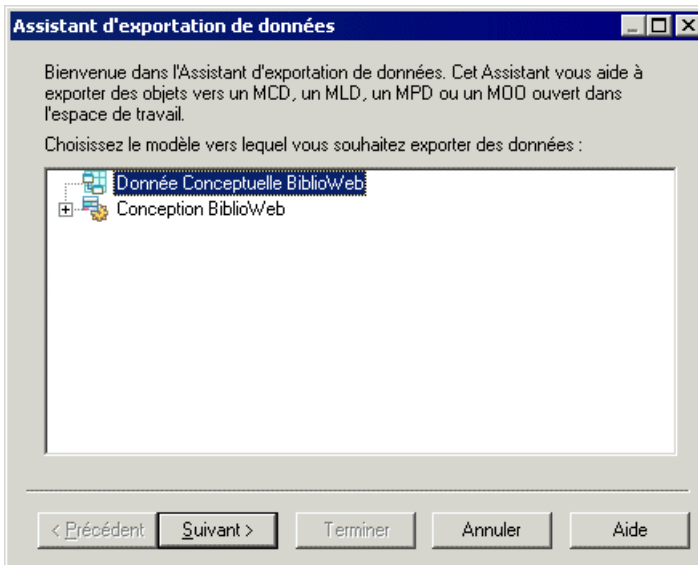 Assistant d'exportation de données
Bienvenue dans l'Assistant d'exportation de données. Cet Assistant vous aide à
exporter des objets vers un MCD, un MLD, un MPD ou un MOO ouvert dans
l'espace de travail.
Choisissez le modèle vers lequel vous souhaitez exporter des données :
Donnée Conceptuelle BiblioWeb
Conception BiblioWeb
< Précédent Suivant > Terminer Annuler Aide